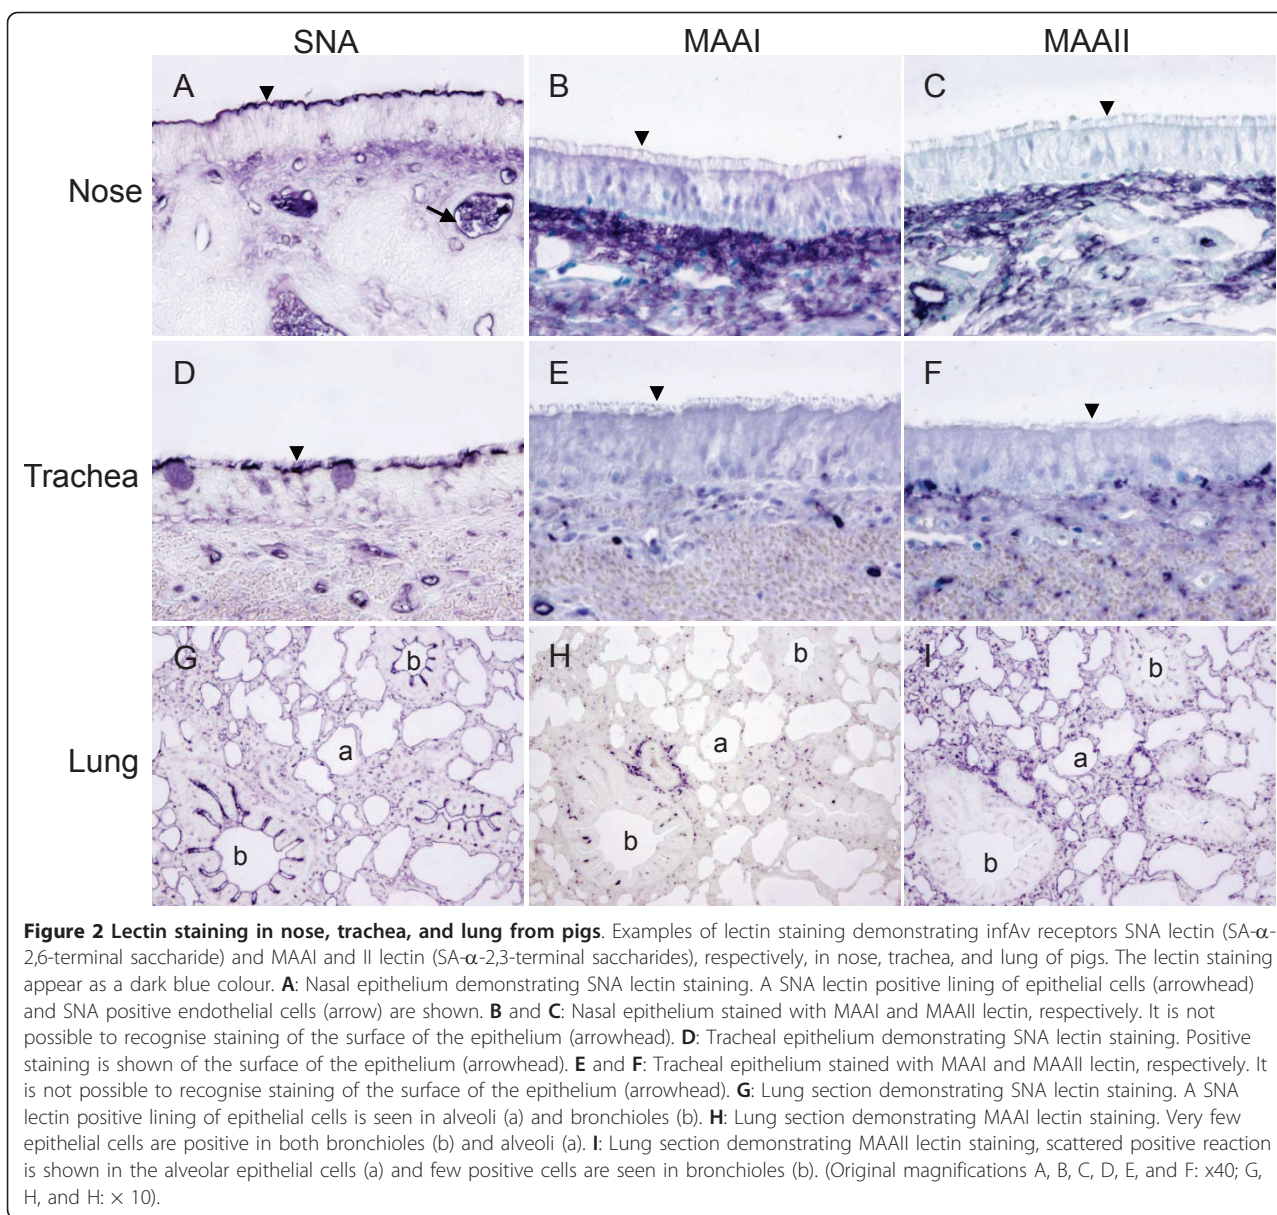 SNA MAAI MAAII
A B C
Nose
D E F
Trachea
G b H b I b
a a a
Lung
b b b
Figure 2 Lectin staining in nose, trachea, and lung from pigs. Examples of lectin staining demonstrating infAv receptors SNA lectin (SA-α-
2,6-terminal saccharide) and MAAI and II lectin (SA-α-2,3-terminal saccharides), respectively, in nose, trachea, and lung of pigs. The lectin staining
appear as a dark blue colour. A: Nasal epithelium demonstrating SNA lectin staining. A SNA lectin positive lining of epithelial cells (arrowhead)
and SNA positive endothelial cells (arrow) are shown. B and C: Nasal epithelium stained with MAAI and MAAII lectin, respectively. It is not
possible to recognise staining of the surface of the epithelium (arrowhead). D: Tracheal epithelium demonstrating SNA lectin staining. Positive
staining is shown of the surface of the epithelium (arrowhead). E and F: Tracheal epithelium stained with MAAI and MAAII lectin, respectively. It
is not possible to recognise staining of the surface of the epithelium (arrowhead). G: Lung section demonstrating SNA lectin staining. A SNA
lectin positive lining of epithelial cells is seen in alveoli (a) and bronchioles (b). H: Lung section demonstrating MAAI lectin staining. Very few
epithelial cells are positive in both bronchioles (b) and alveoli (a). I: Lung section demonstrating MAAII lectin staining, scattered positive reaction
is shown in the alveolar epithelial cells (a) and few positive cells are seen in bronchioles (b). (Original magnifications A, B, C, D, E, and F: x40; G,
H, and H: × 10).